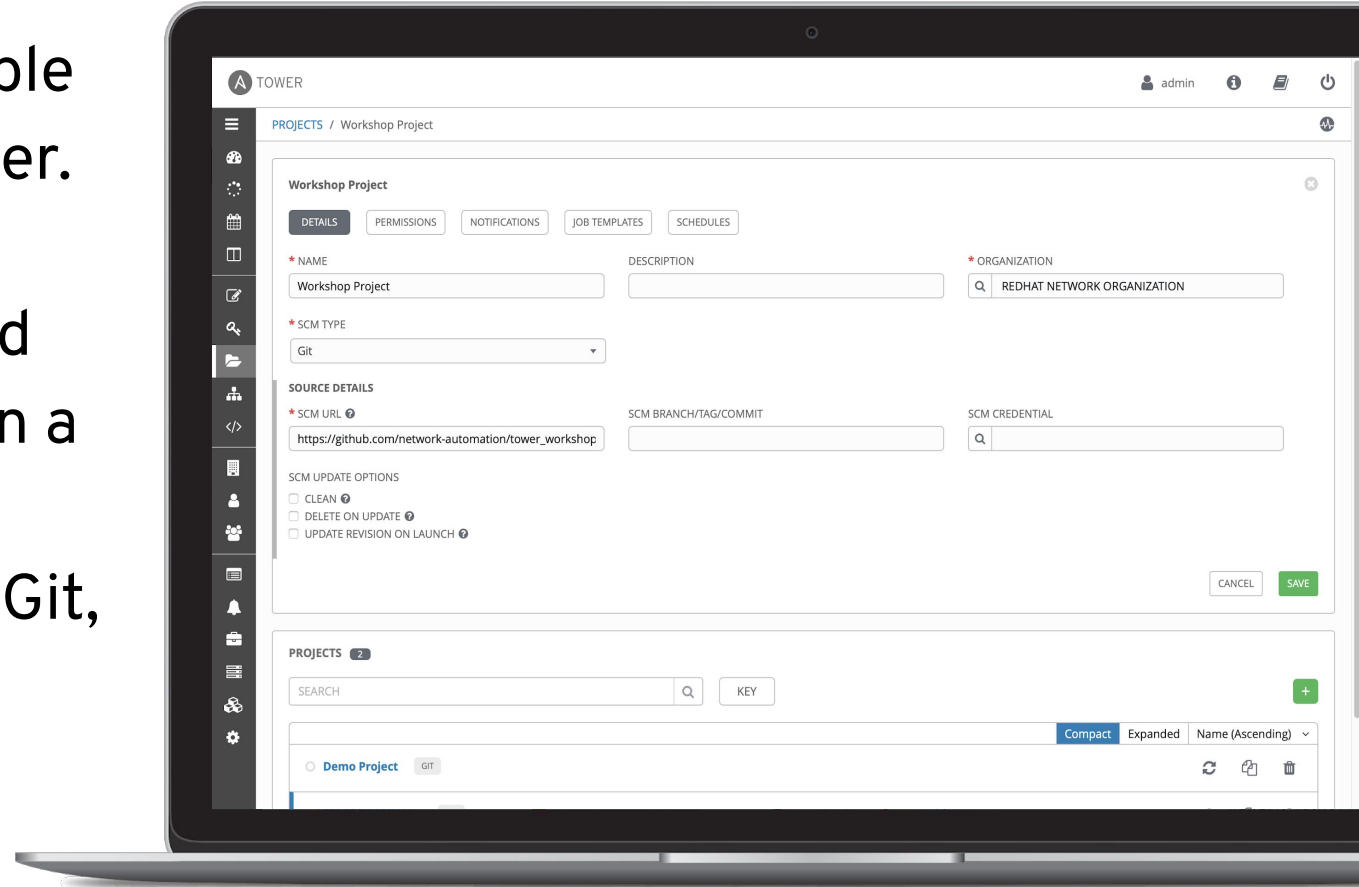 ble
er.
d
n a
Git,
TOWER
admin
PROJECTS / Workshop Project
Workshop Project
DETAILS PERMISSIONS NOTIFICATIONS JOB TEMPLATES SCHEDULES
* NAME DESCRIPTION * ORGANIZATION
Workshop Project REDHAT NETWORK ORGANIZATION
* SCM TYPE
Git
SOURCE DETAILS
* SCM URL SCM BRANCH/TAG/COMMIT SCM CREDENTIAL
https://github.com/network-automation/tower_workshop
SCM UPDATE OPTIONS
CLEAN
DELETE ON UPDATE
UPDATE REVISION ON LAUNCH
CANCEL SAVE
PROJECTS 2
SEARCH KEY +
Compact Expanded Name (Ascending)
Demo Project GIT